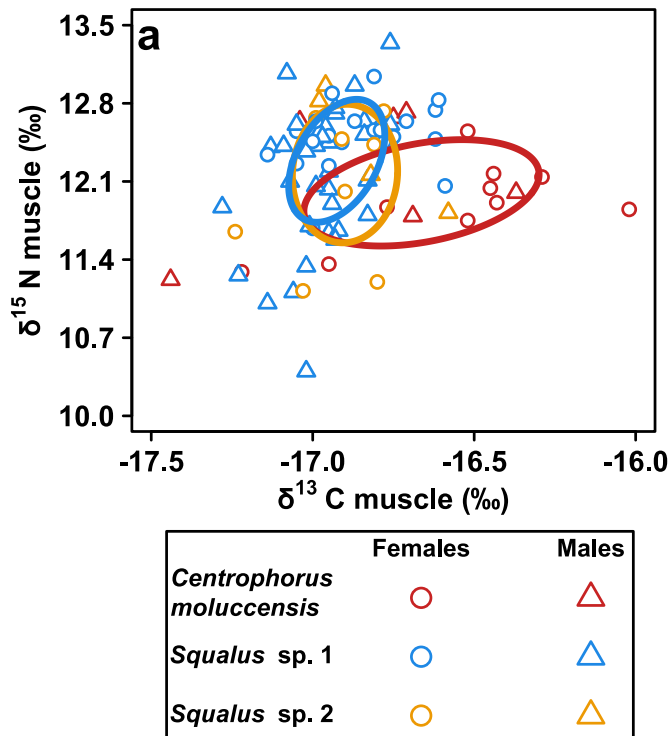 a
13.5
12.8
12.1
11.4
10.7
10.0
δ¹⁵ N muscle (‰)
-17.5 -17.0 -16.5 -16.0
δ¹³ C muscle (‰)
Females Males
Centrophorus
moluccensis
Squalus sp. 1
Squalus sp. 2